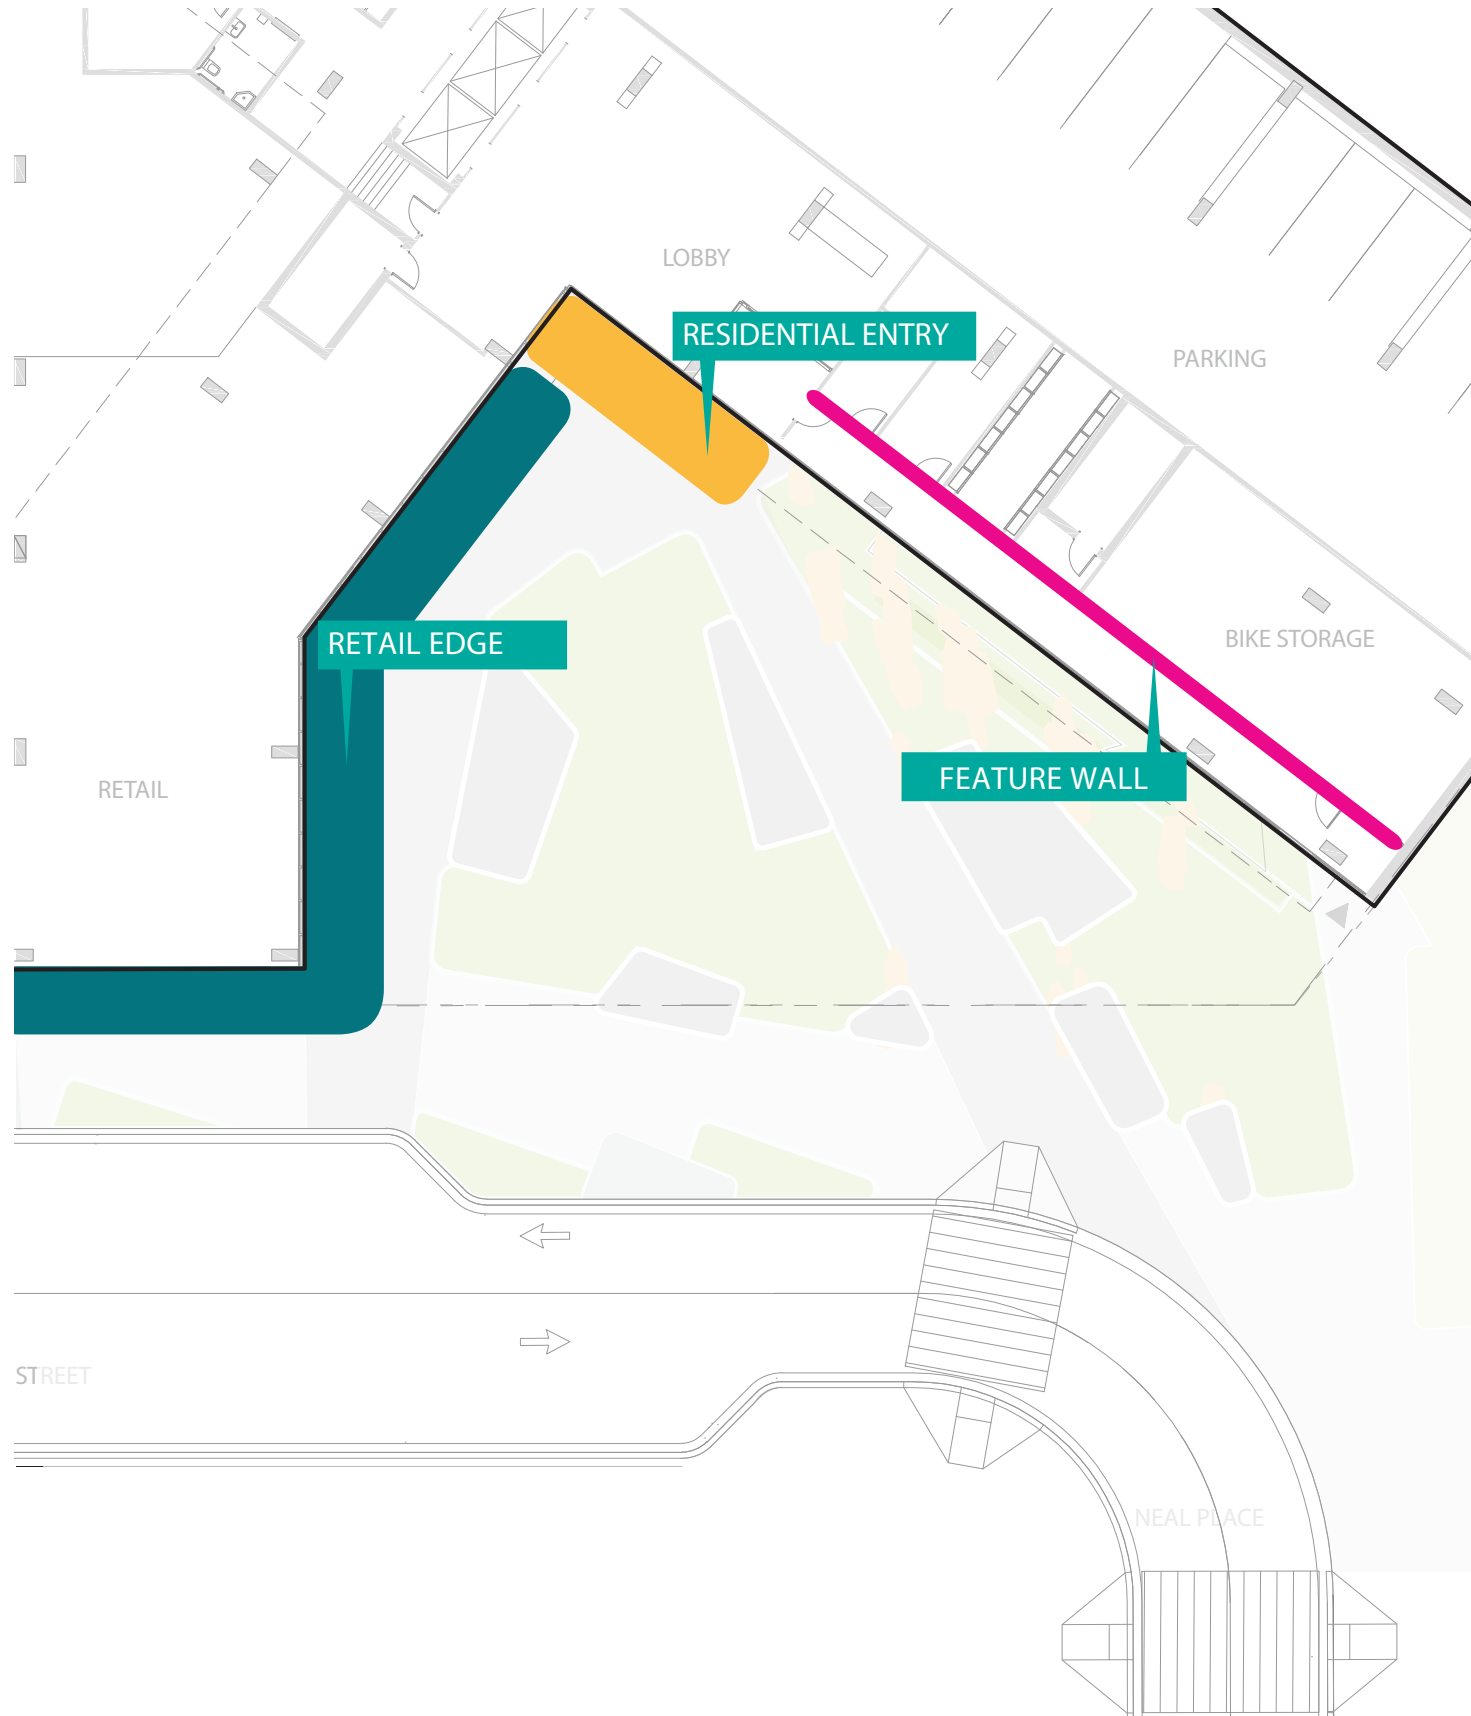 LOBBY
RESIDENTIAL ENTRY
PARKING
RETAIL EDGE
BIKE STORAGE
FEATURE WALL
RETAIL
STREET
NEAL PLACE